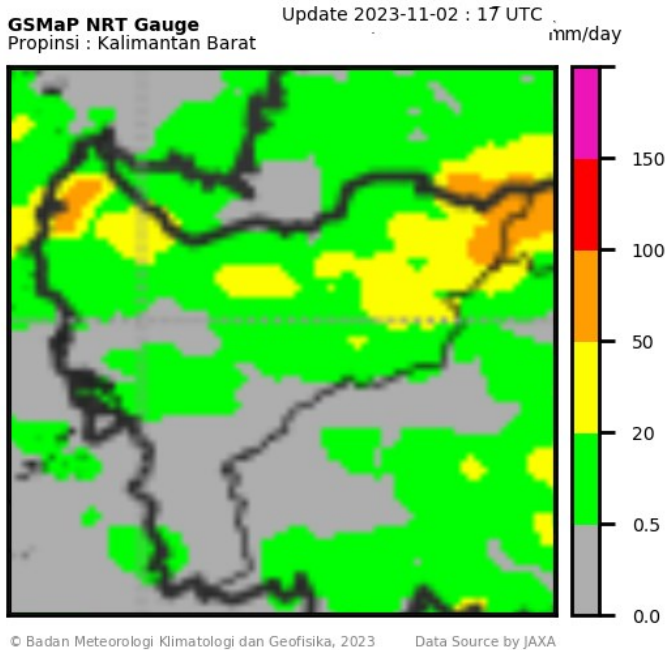 GSMaP NRT Gauge
Update 2023-11-02 : 17 UTC
Propinsi : Kalimantan Barat
mm/day
150
100
50
20
0.5
0.0
© Badan Meteorologi Klimatologi dan Geofisika, 2023
Data Source by JAXA